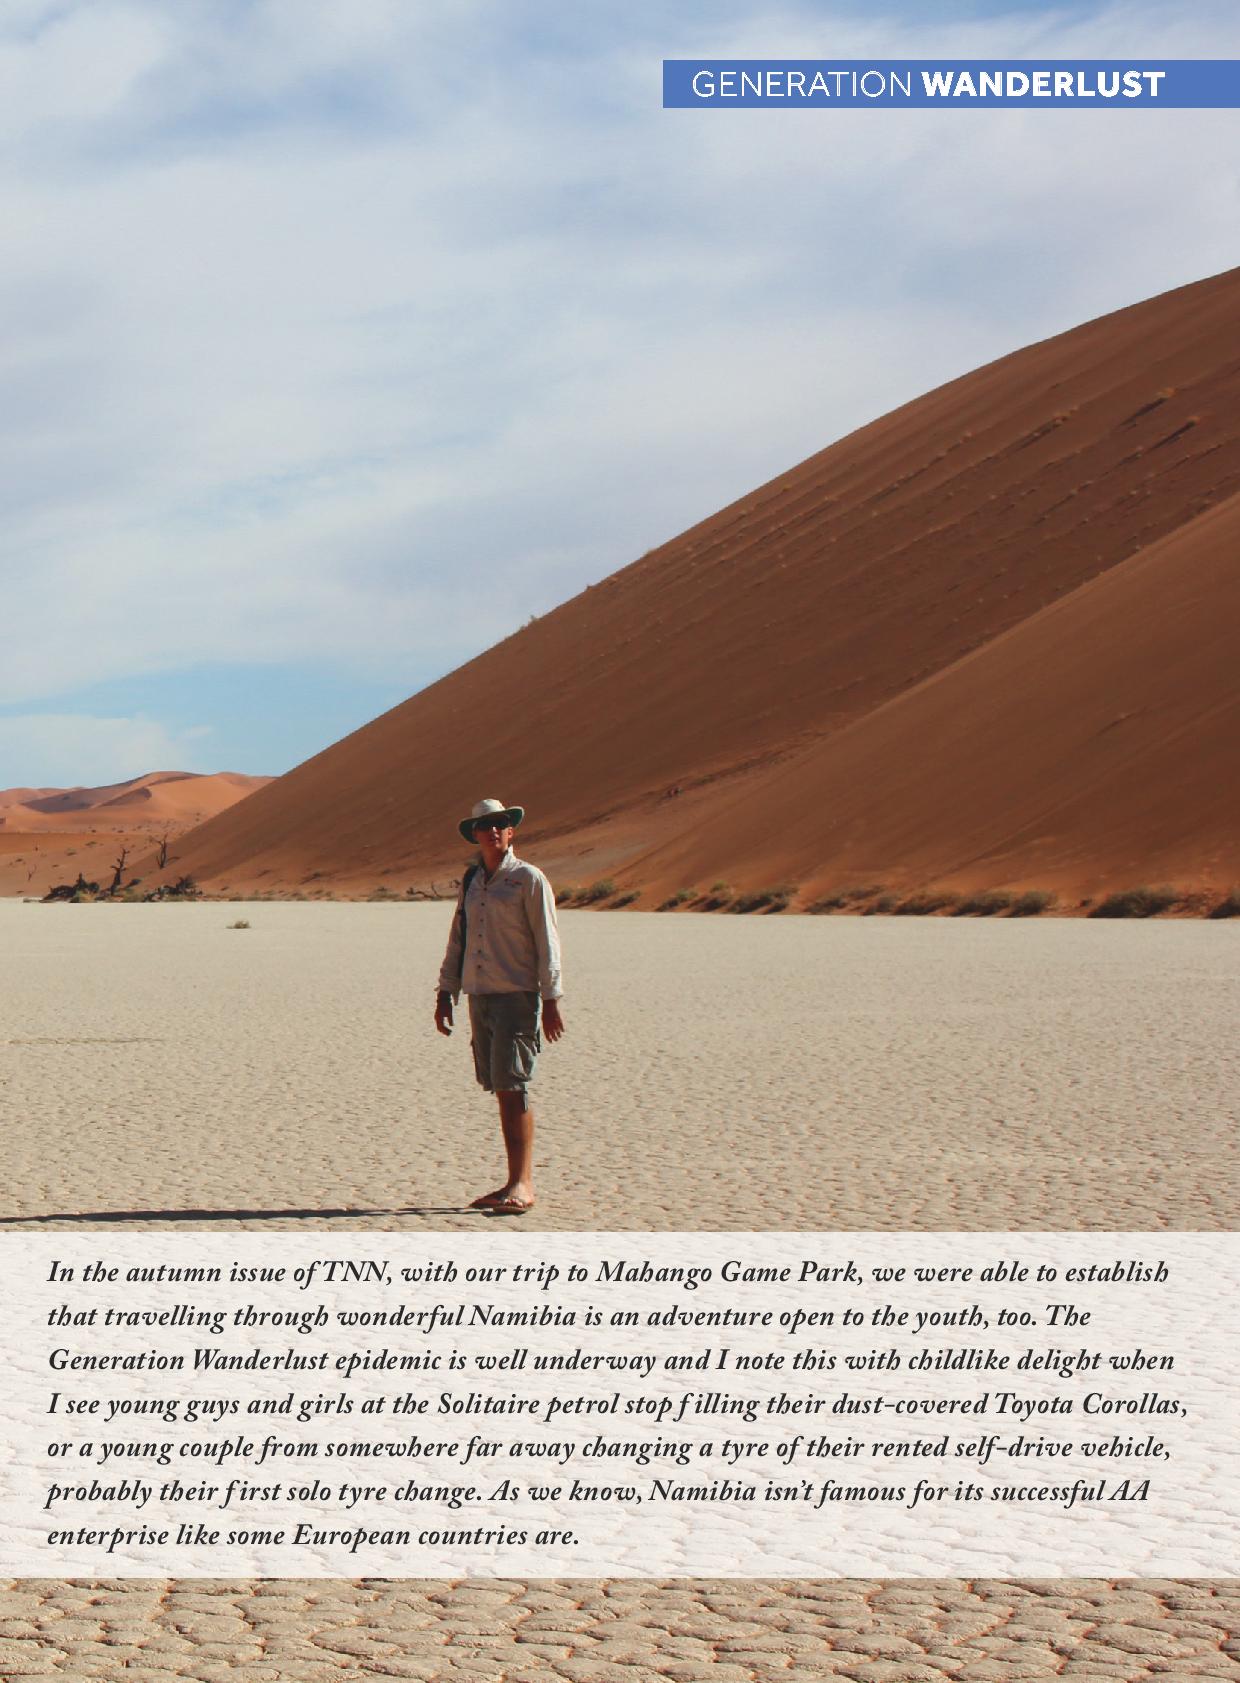 GENERATION WANDERLUST
In the autumn issue of TNN, with our trip to Mahango Game Park, we were able to establish
that travelling through wonderful Namibia is an adventure open to the youth, too. The
Generation Wanderlust epidemic is well underway and I note this with childlike delight when
I see young guys and girls at the Solitaire petrol stop filling their dust-covered Toyota Corollas,
or a young couple from somewhere far away changing a tyre of their rented self-drive vehicle,
probably their first solo tyre change. As we know, Namibia isn’t famous for its successful AA
enterprise like some European countries are.